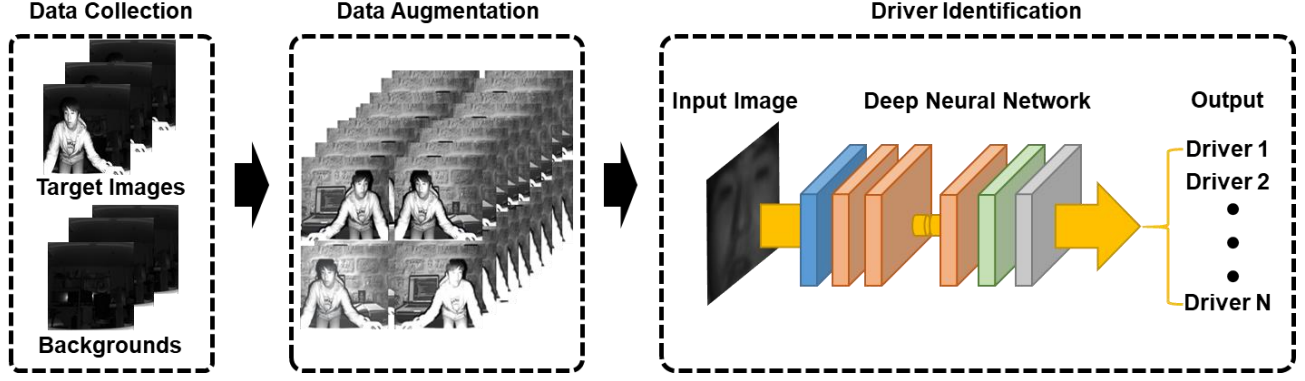 Data Collection
Data Augmentation
Driver Identification
Target Images
Backgrounds
Input Image
Deep Neural Network
Output
Driver 1
Driver 2
Driver N